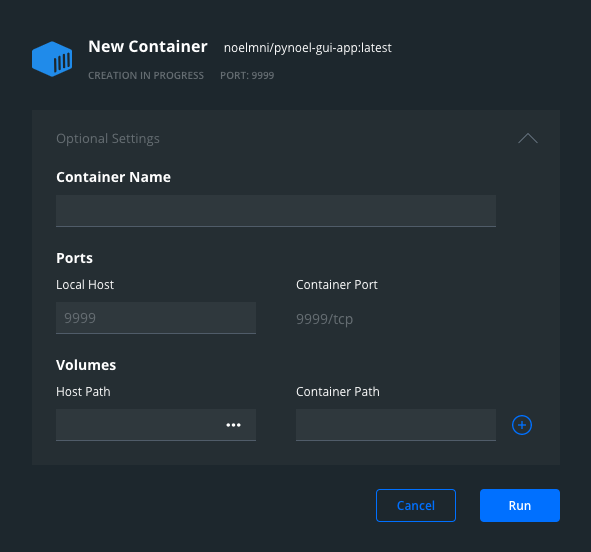 New Container noelmni/pynoel-gui-app:latest
CREATION IN PROGRESS PORT: 9999
Optional Settings
Container Name
Ports
Local Host Container Port
9999 9999/tcp
Volumes
Host Path Container Path
•••
Cancel Run